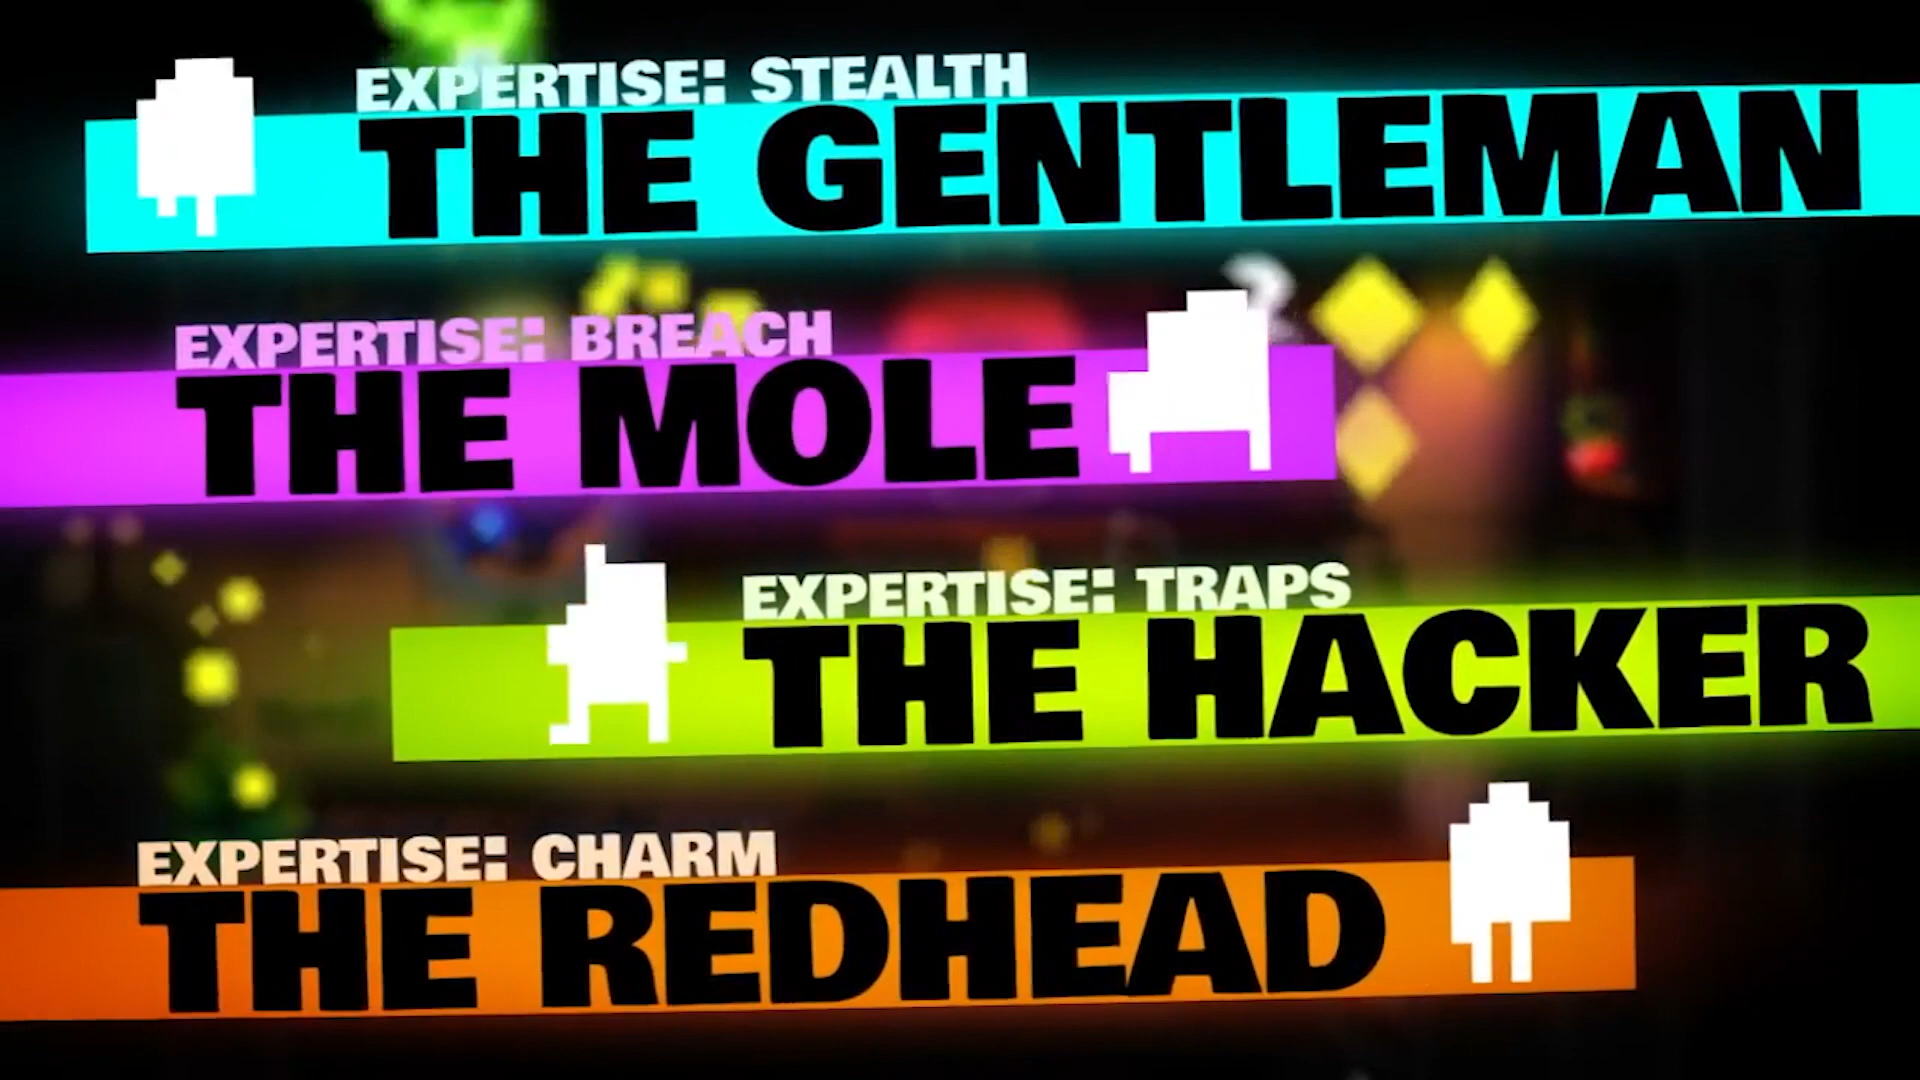 EXPERTISE: STEALTH
THE GENTLEMAN
EXPERTISE: BREACH
THE MOLE
EXPERTISE: TRAPS
THE HACKER
EXPERTISE: CHARM
THE REDHEAD